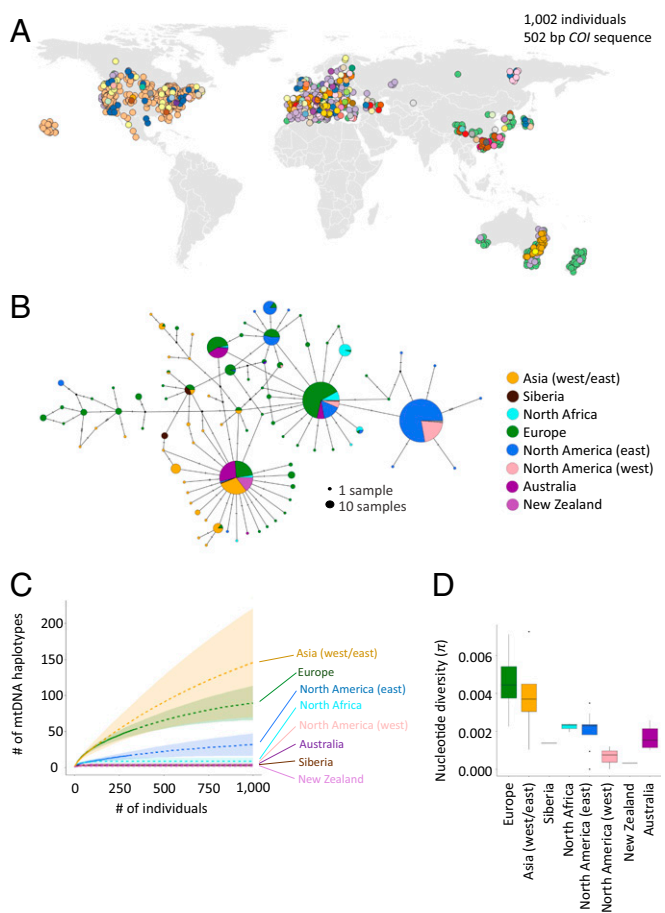 A
1,002 individuals
502 bp COI sequence
B
Asia (west/east)
Siberia
North Africa
Europe
North America (east)
North America (west)
Australia
New Zealand
1 sample
10 samples
C
# of mtDNA haplotypes
200
150
100
50
0
0
250
500
750
1,000
# of individuals
Asia (west/east)
Europe
North America (east)
North Africa
North America (west)
Australia
Siberia
New Zealand
D
Nucleotide diversity (π)
0.006
0.004
0.002
0.000
Europe
Asia (west/east)
Siberia
North Africa
North America (east)
North America (west)
New Zealand
Australia